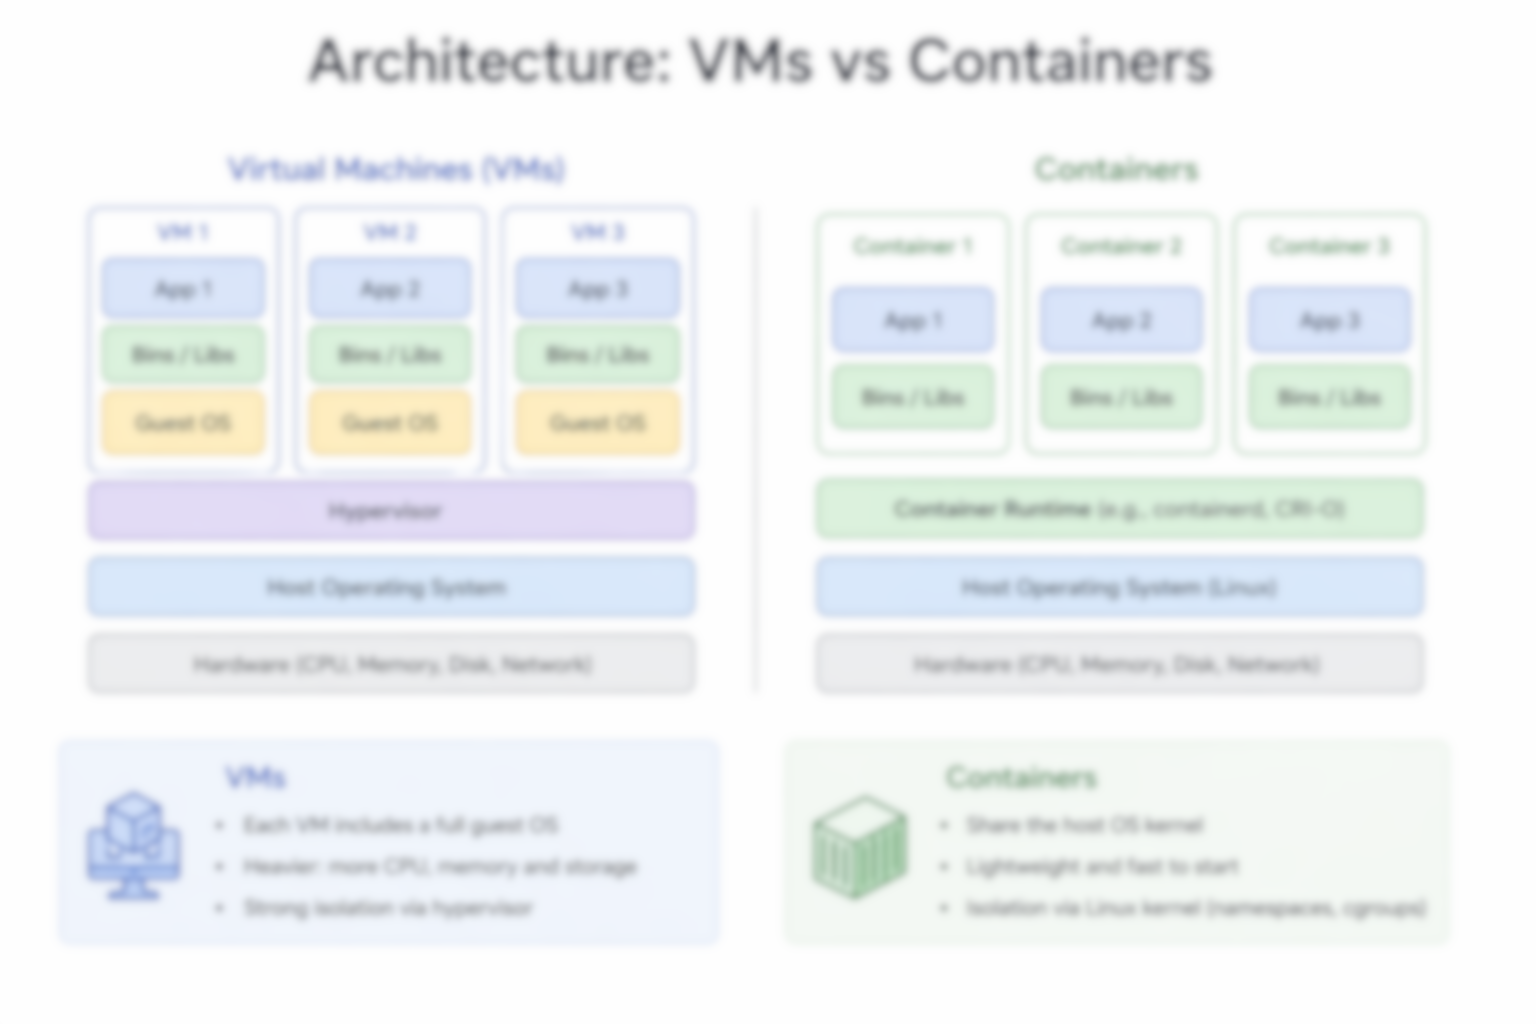 Architecture: VMs vs Containers
Virtual Machines (VMs)
VM 1
VM 2
VM 3
App 1
App 2
App 3
Bins / Libs
Bins / Libs
Bins / Libs
Guest OS
Guest OS
Guest OS
Hypervisor
Host Operating System
Hardware (CPU, Memory, Disk, Network)
Containers
Container 1
Container 2
Container 3
App 1
App 2
App 3
Bins / Libs
Bins / Libs
Bins / Libs
Container Runtime (e.g., containerd, CRI-O)
Host Operating System (Linux)
Hardware (CPU, Memory, Disk, Network)
VMs
• Each VM includes a full guest OS
• Heavier: more CPU, memory and storage
• Strong isolation via hypervisor
Containers
• Share the host OS kernel
• Lightweight and fast to start
• Isolation via Linux kernel (namespaces, cgroups)